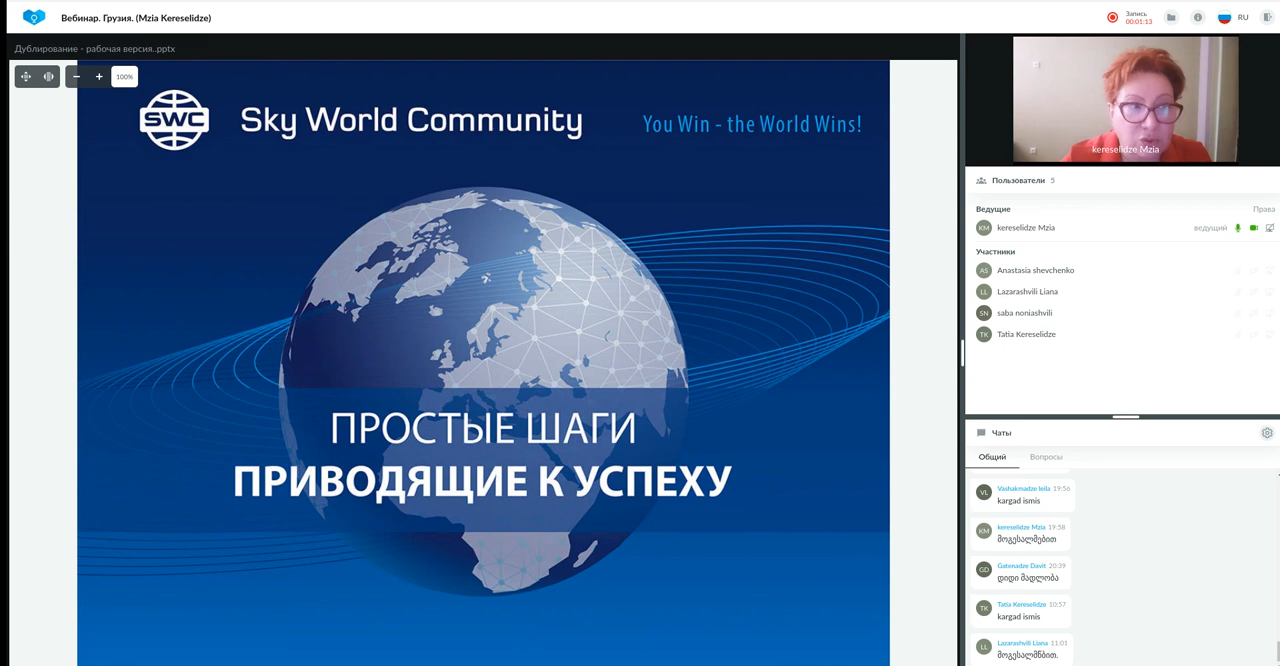 Вебинар. Грузия. (Mzia Kereselidze)
Запись
00:01:13
RU
Дублирование - рабочая версия..pptx
100%
SWC
Sky World Community
You Win - the World Wins!
ПРОСТЫЕ ШАГИ
ПРИВОДЯЩИЕ К УСПЕХУ
kereselidze Mzia
Пользователи 5
Ведущие Права
KM kereselidze Mzia ведущий
Участники
AS Anastasia shevchenko
LL Lazarashvili Liana
SN saba noniashvili
TK Tatia Kereselidze
Чаты
Общий Вопросы
VL Vashakmadze leila 19:56
kargad ismis
KM kereselidze Mzia 19:58
მოგესალმებით
GD Gatenadze Davit 20:39
დიდი მადლობა
TK Tatia Kereselidze 10:57
kargad ismis
LL Lazarashvili Liana 11:01
მოგესალმნბით.